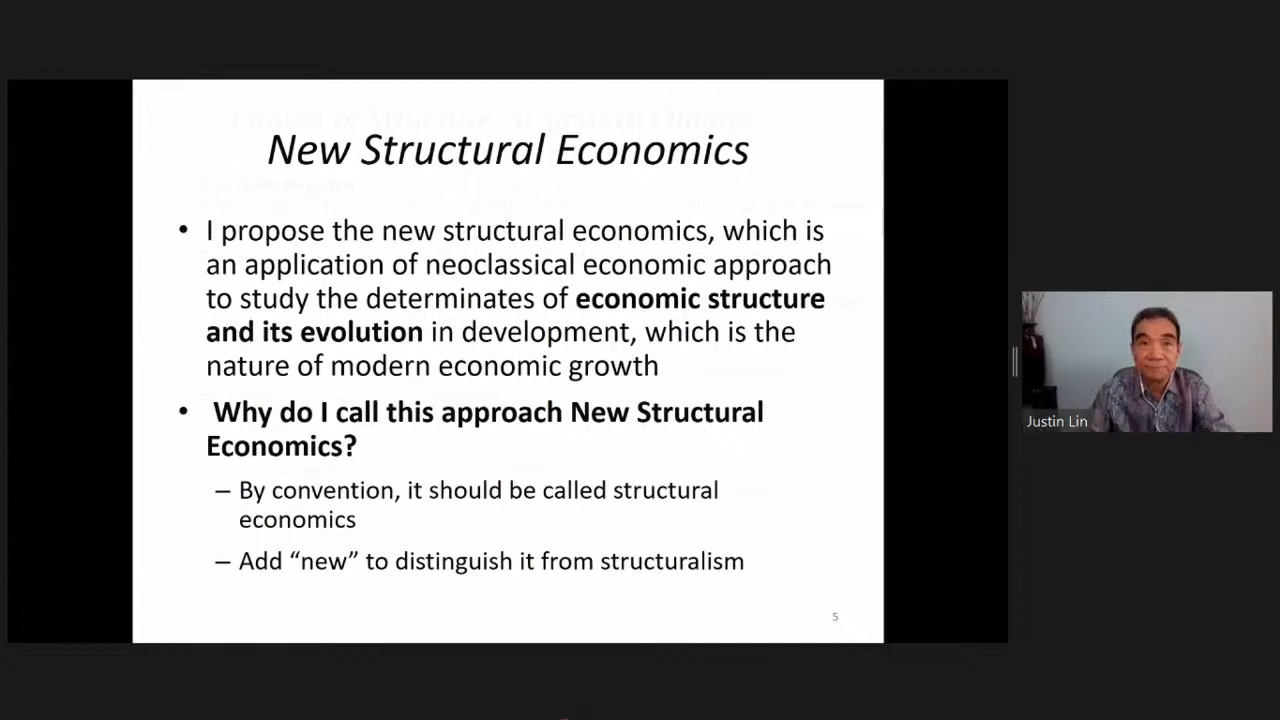 New Structural Economics
• I propose the new structural economics, which is
an application of neoclassical economic approach
to study the determinates of economic structure
and its evolution in development, which is the
nature of modern economic growth
• Why do I call this approach New Structural
Economics?
– By convention, it should be called structural
economics
– Add “new” to distinguish it from structuralism
5
Justin Lin